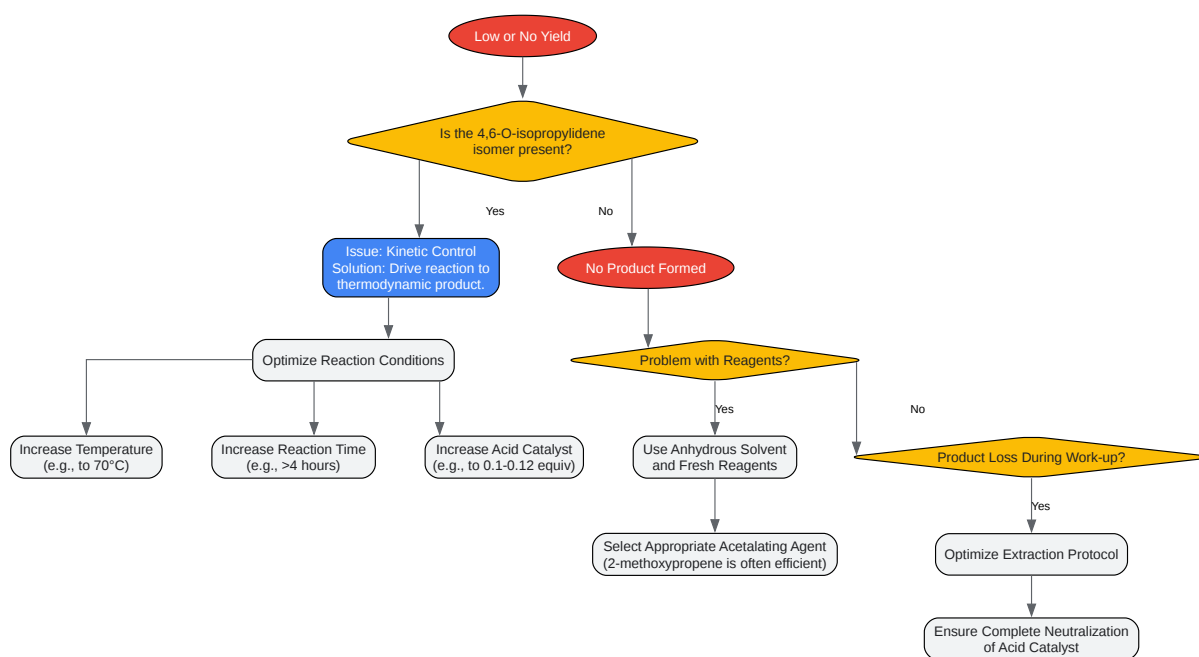 Low or No Yield
Is the 4,6-O-isopropylidene
isomer present?
Yes
No
Issue: Kinetic Control
Solution: Drive reaction to
thermodynamic product.
No Product Formed
Optimize Reaction Conditions
Problem with Reagents?
Yes
No
Increase Temperature
(e.g., to 70°C)
Increase Reaction Time
(e.g., >4 hours)
Increase Acid Catalyst
(e.g., to 0.1-0.12 equiv)
Use Anhydrous Solvent
and Fresh Reagents
Product Loss During Work-up?
Yes
Select Appropriate Acetalating Agent
(2-methoxypropene is often efficient)
Optimize Extraction Protocol
Ensure Complete Neutralization
of Acid Catalyst